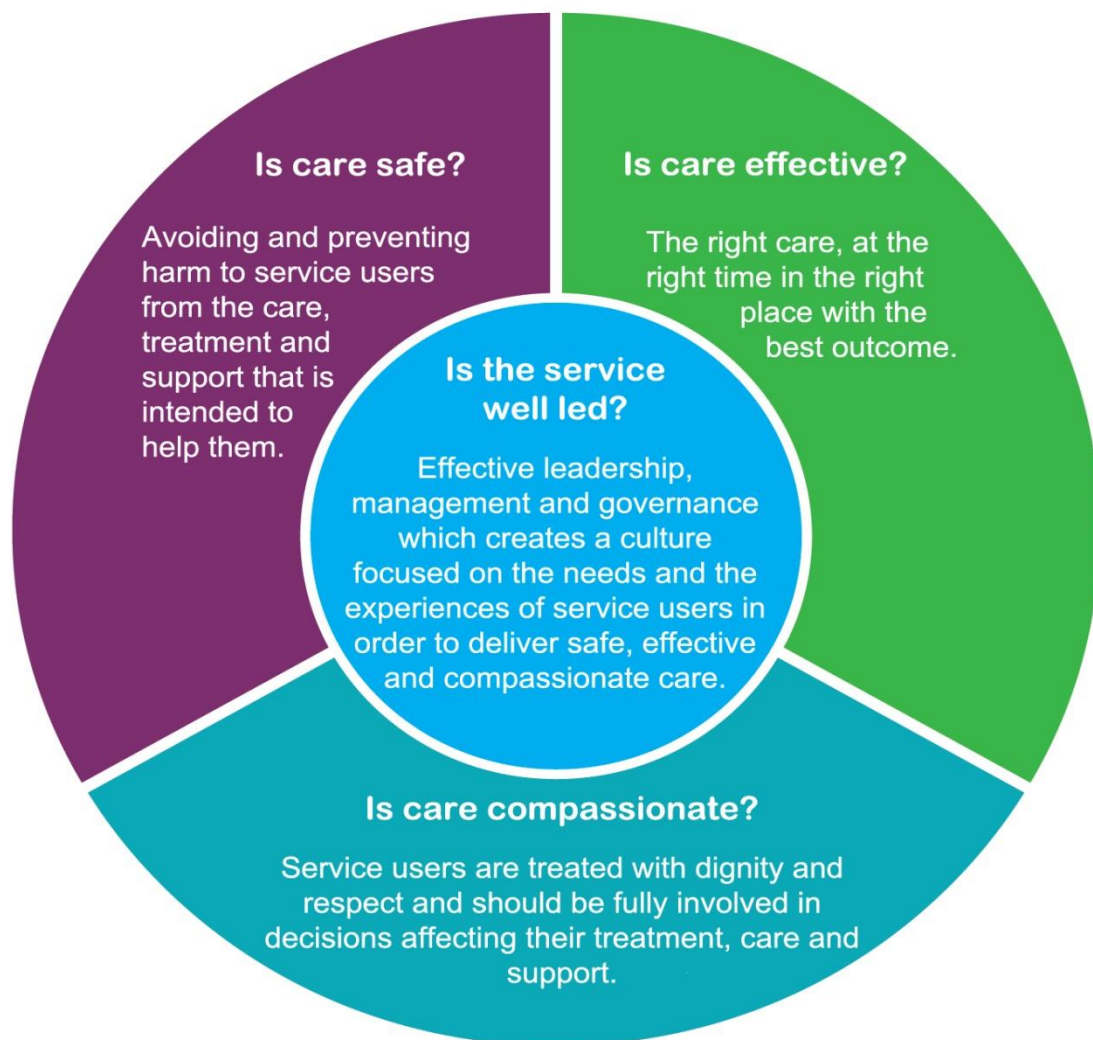 Is care safe?
Avoiding and preventing
harm to service users
from the care,
treatment and
support that is
intended to
help them.
Is care effective?
The right care, at the
right time in the right
place with the
best outcome.
Is the service
well led?
Effective leadership,
management and governance
which creates a culture
focused on the needs and the
experiences of service users in
order to deliver safe, effective
and compassionate care.
Is care compassionate?
Service users are treated with dignity and
respect and should be fully involved in
decisions affecting their treatment, care and
support.